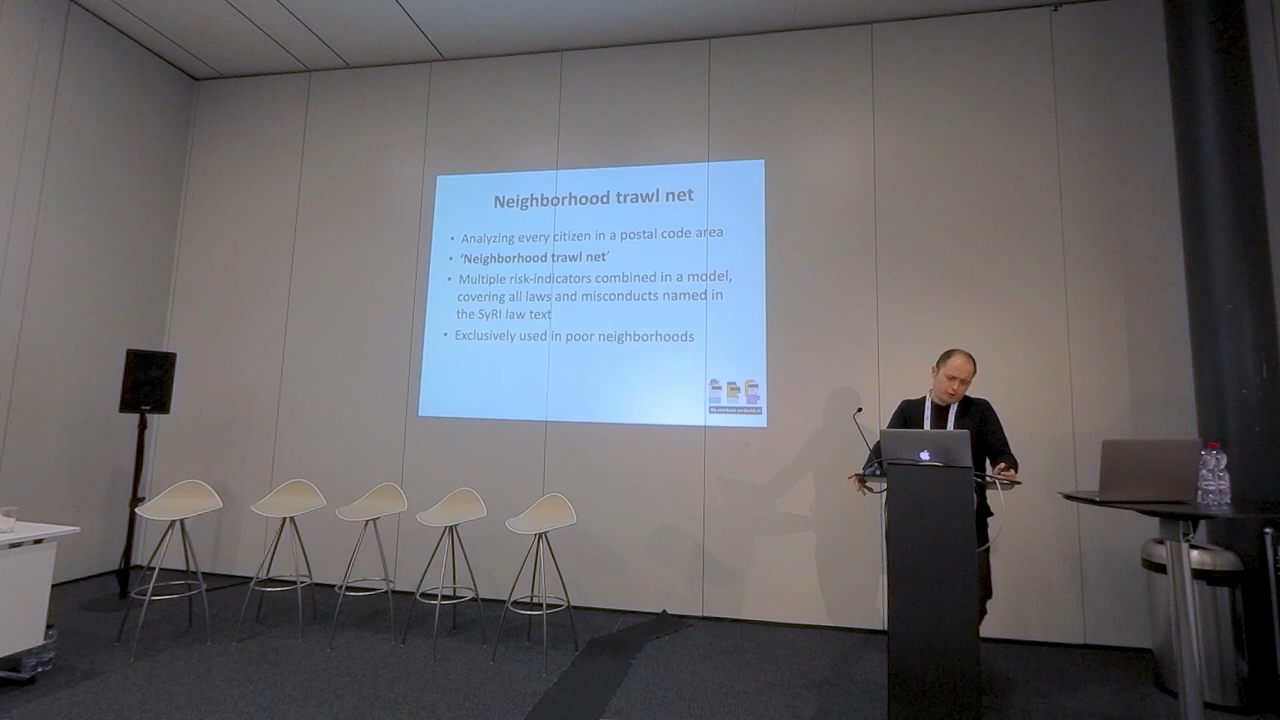 Neighborhood trawl net
• Analyzing every citizen in a postal code area
• 'Neighborhood trawl net'
• Multiple risk-indicators combined in a model,
covering all laws and misconducts named in
the SyRI law text
• Exclusively used in poor neighborhoods